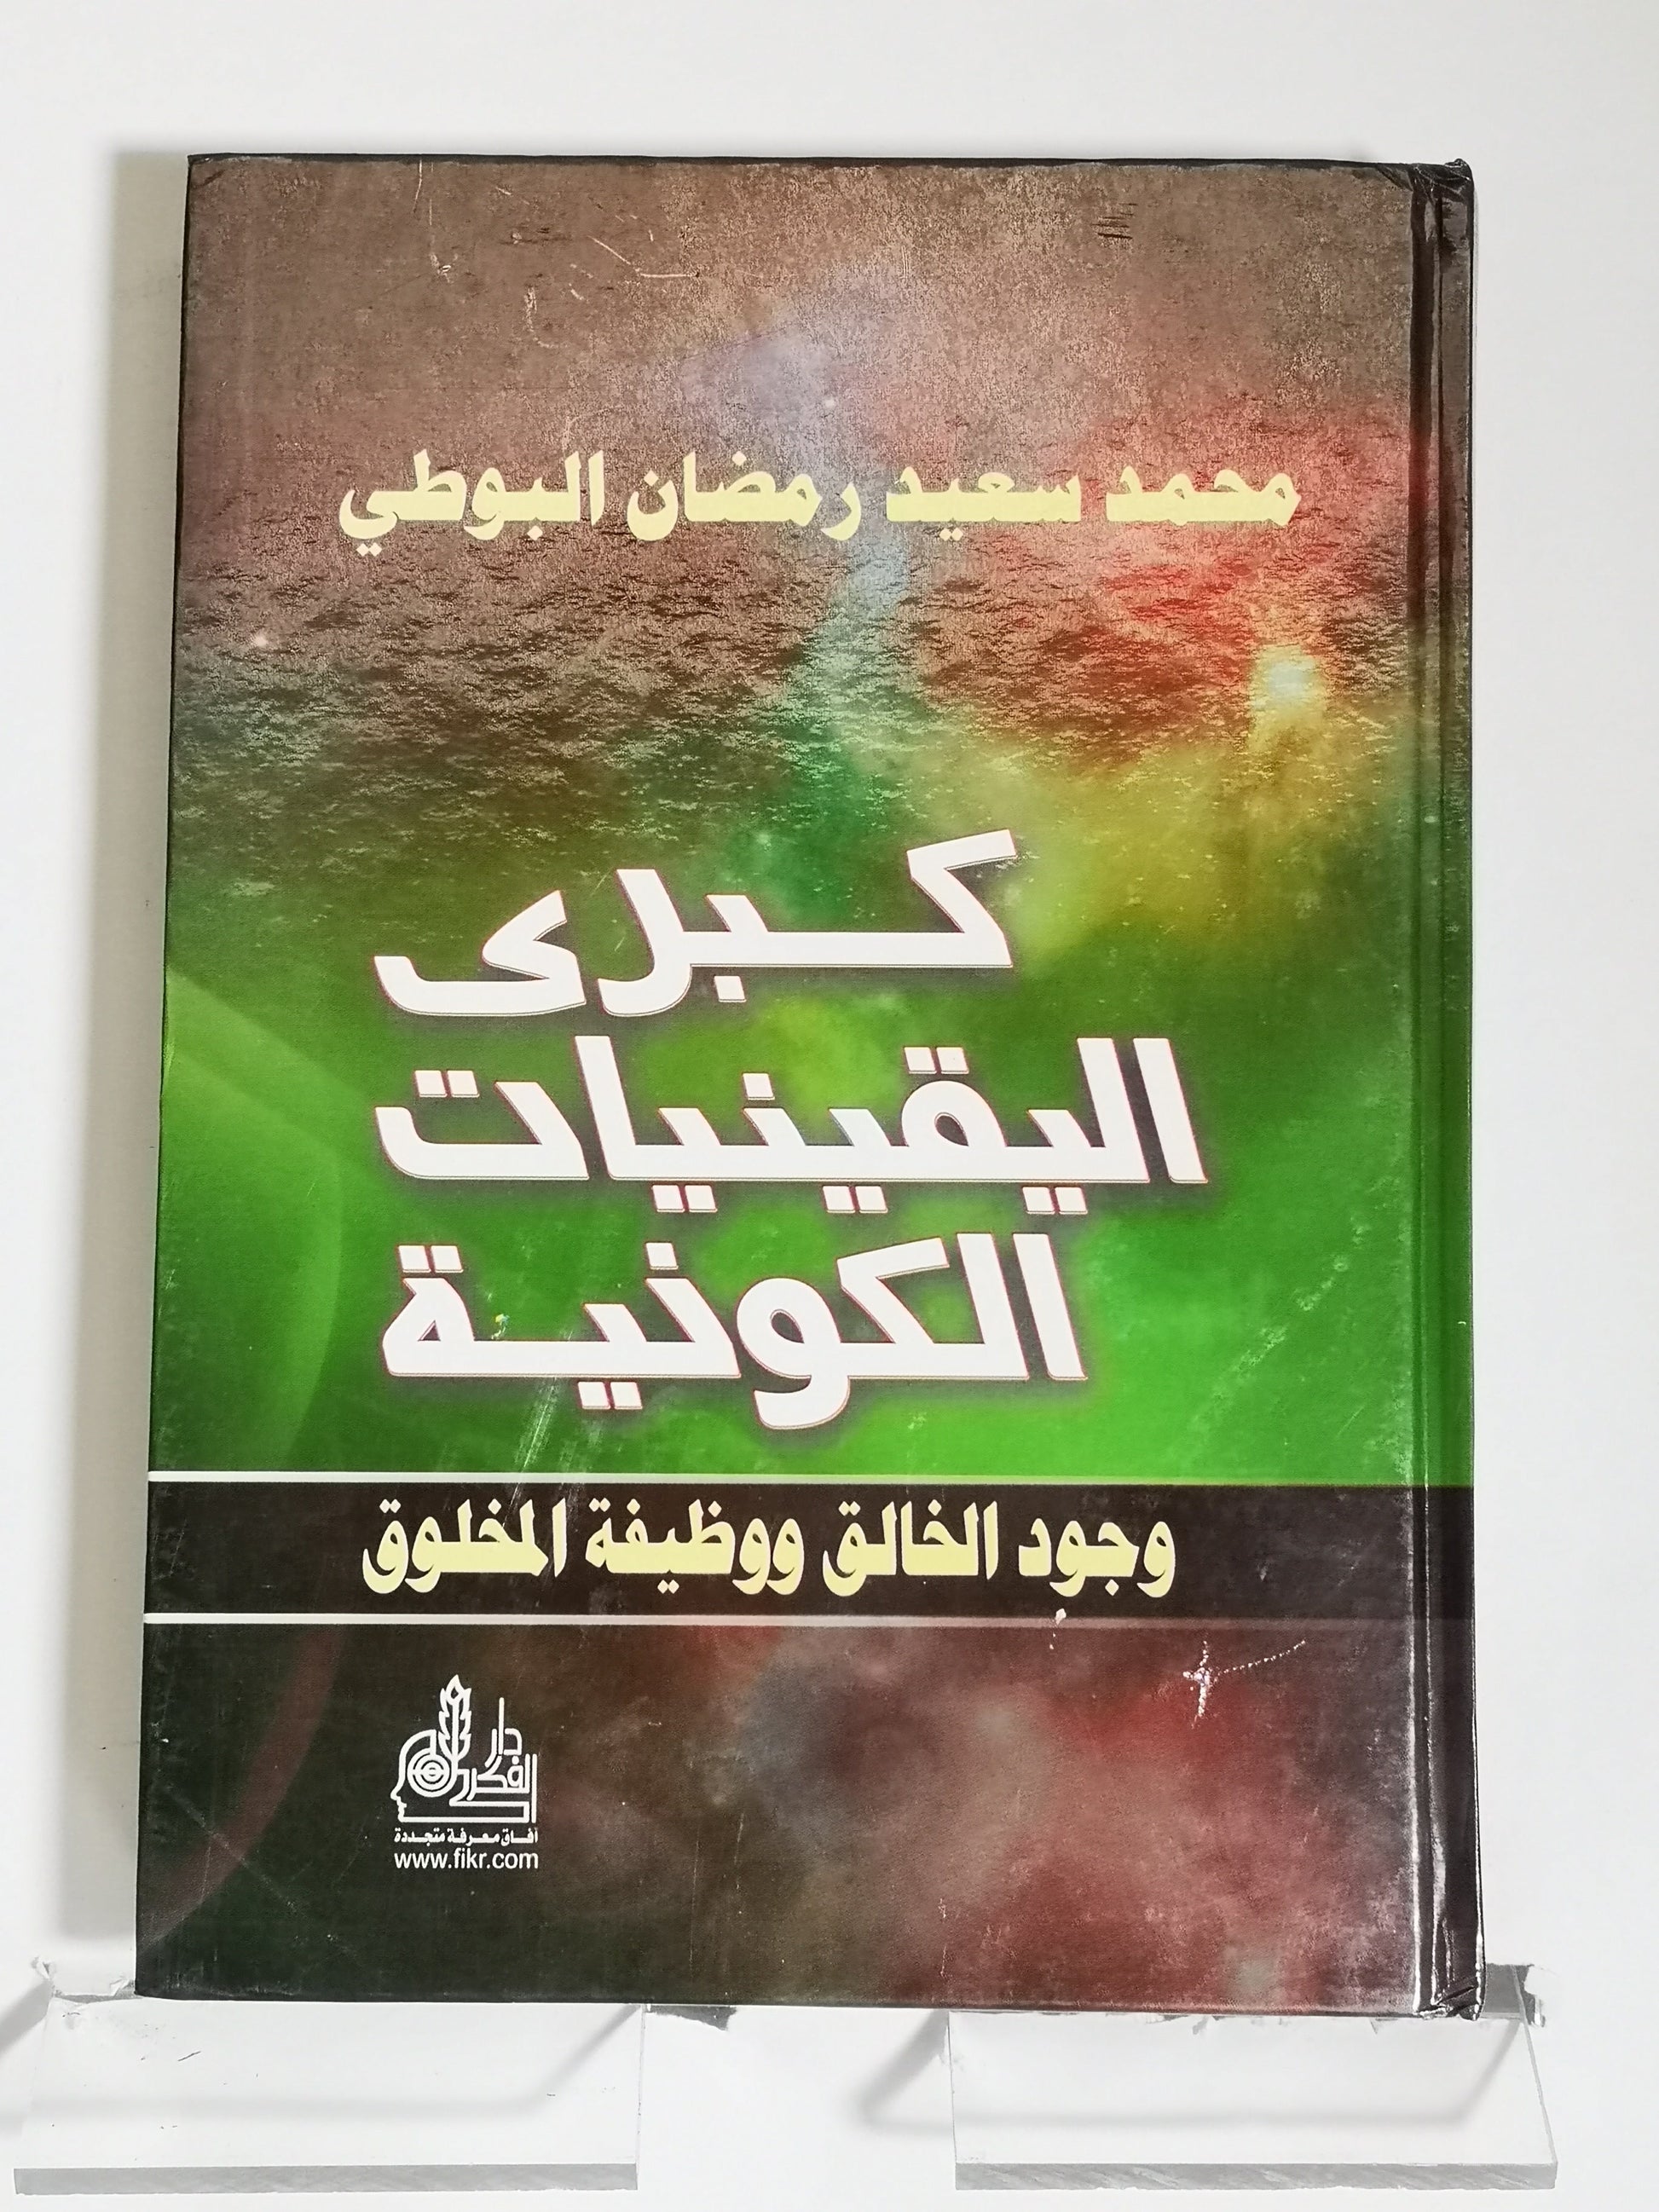 محمد سعيد رمضان البوطي
كبرى
اليقينيات
الكونية
وجود الخالق ووظيفة المخلوق
دار
الفكر
آفاق معرفة متجددة
www.fikr.com